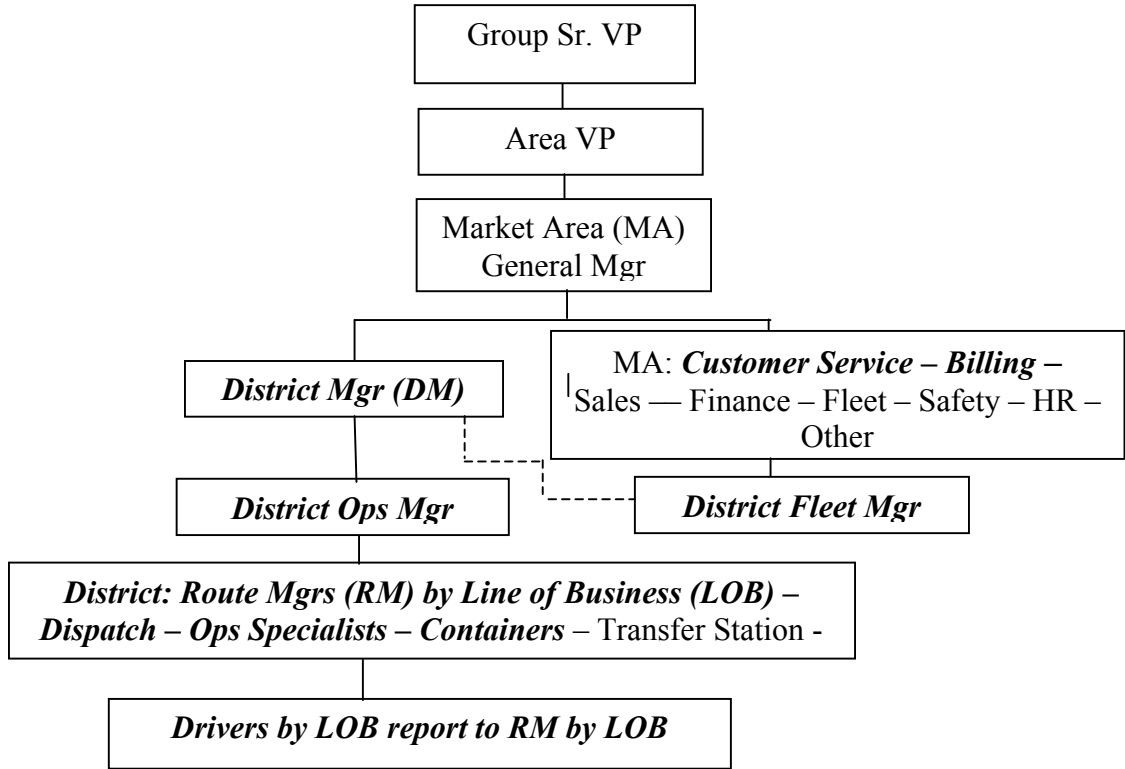 Group Sr. VP
Area VP
Market Area (MA)
General Mgr
District Mgr (DM)
MA: Customer Service – Billing –
Sales — Finance – Fleet – Safety – HR –
Other
District Ops Mgr
District Fleet Mgr
District: Route Mgrs (RM) by Line of Business (LOB) –
Dispatch – Ops Specialists – Containers – Transfer Station -
Drivers by LOB report to RM by LOB